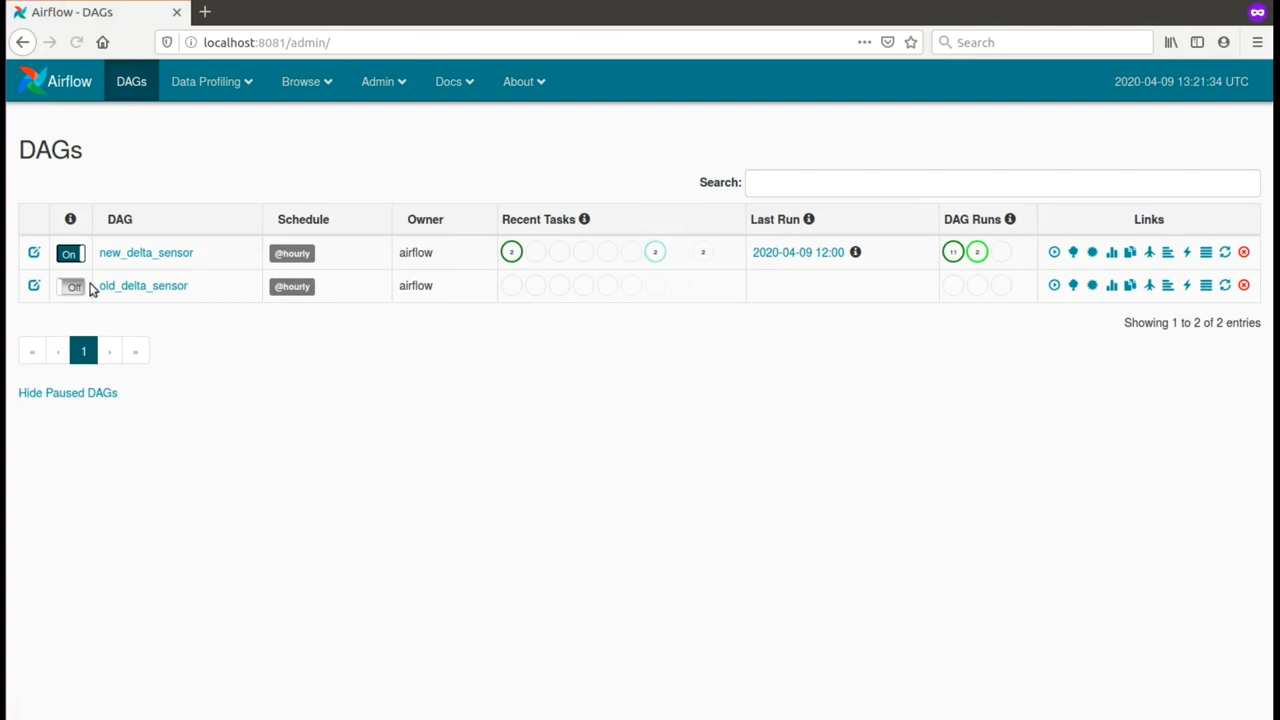 Airflow - DAGs
localhost:8081/admin/
Search
Airflow DAGs Data Profiling Browse Admin Docs About 2020-04-09 13:21:34 UTC
DAGs
Search:
DAG Schedule Owner Recent Tasks Last Run DAG Runs Links
On new_delta_sensor @hourly airflow 2 2 2 2020-04-09 12:00 11 2
Off old_delta_sensor @hourly airflow
Showing 1 to 2 of 2 entries
« ‹ 1 › »
Hide Paused DAGs